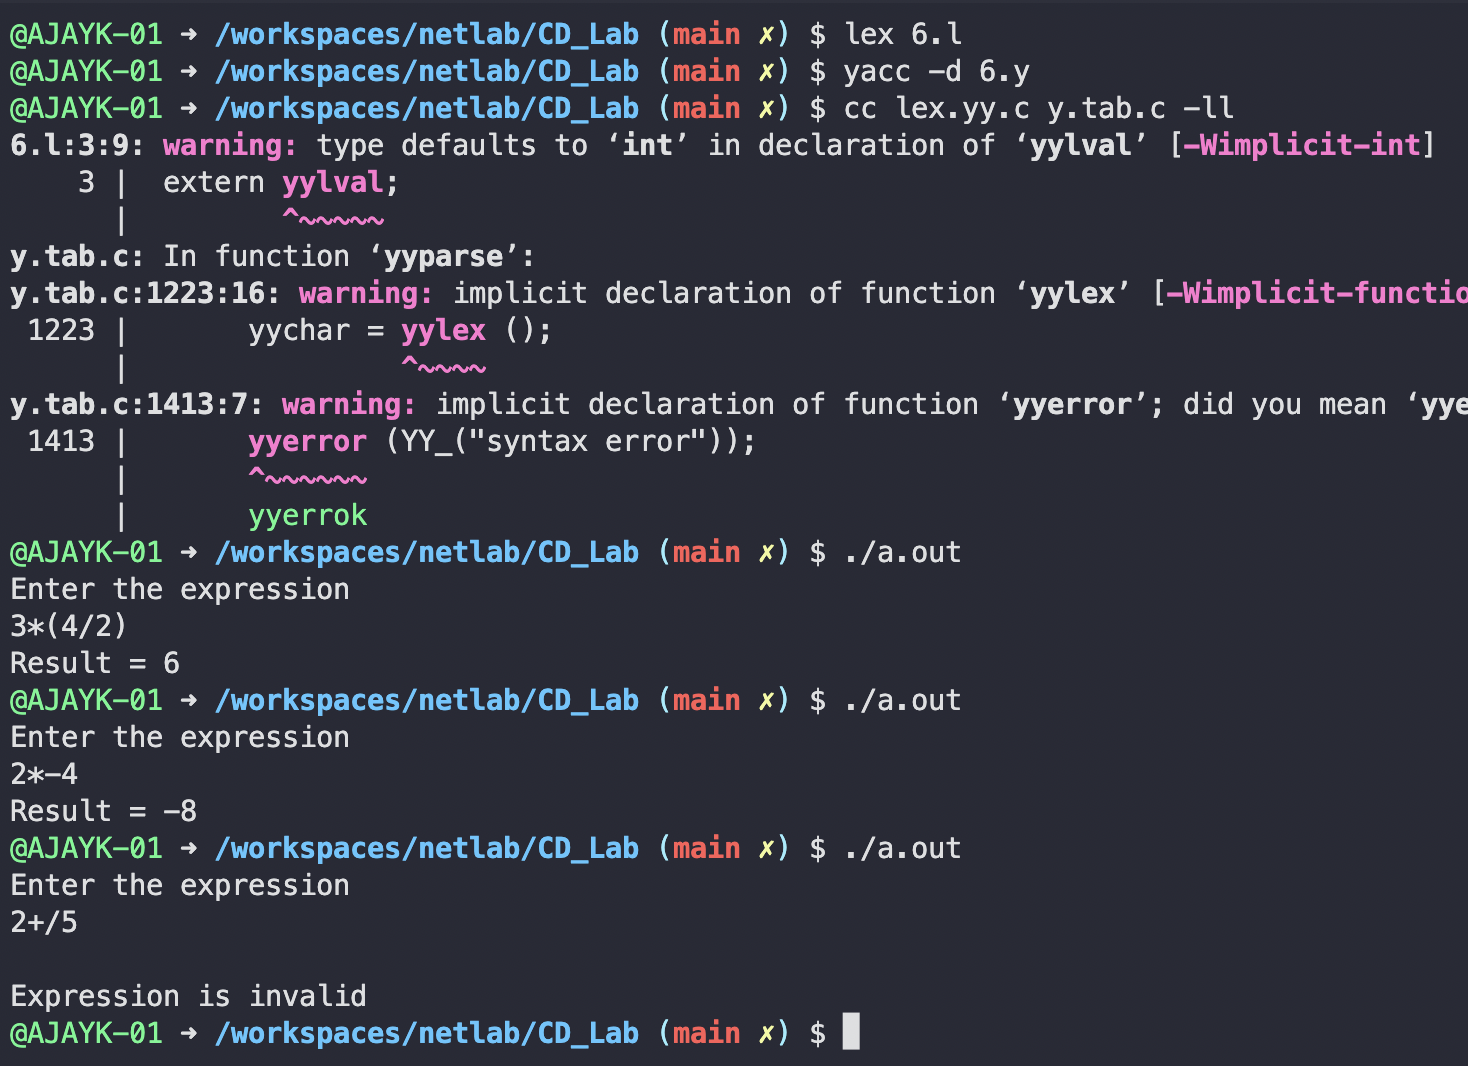 @AJAYK-01 ➜ /workspaces/netlab/CD_Lab (main ✗) $ lex 6.l
@AJAYK-01 ➜ /workspaces/netlab/CD_Lab (main ✗) $ yacc -d 6.y
@AJAYK-01 ➜ /workspaces/netlab/CD_Lab (main ✗) $ cc lex.yy.c y.tab.c -ll
6.l:3:9: warning: type defaults to ‘int’ in declaration of ‘yylval’ [-Wimplicit-int]
    3 |  extern yylval;
      |         ^~~~~~
y.tab.c: In function ‘yyparse’:
y.tab.c:1223:16: warning: implicit declaration of function ‘yylex’ [-Wimplicit-functio
 1223 |       yychar = yylex ();
      |                ^~~~~
y.tab.c:1413:7: warning: implicit declaration of function ‘yyerror’; did you mean ‘yye
 1413 |       yyerror (YY_("syntax error"));
      |       ^~~~~~~
      |       yyerrok
@AJAYK-01 ➜ /workspaces/netlab/CD_Lab (main ✗) $ ./a.out
Enter the expression
3*(4/2)
Result = 6
@AJAYK-01 ➜ /workspaces/netlab/CD_Lab (main ✗) $ ./a.out
Enter the expression
2*-4
Result = -8
@AJAYK-01 ➜ /workspaces/netlab/CD_Lab (main ✗) $ ./a.out
Enter the expression
2+/5

Expression is invalid
@AJAYK-01 ➜ /workspaces/netlab/CD_Lab (main ✗) $